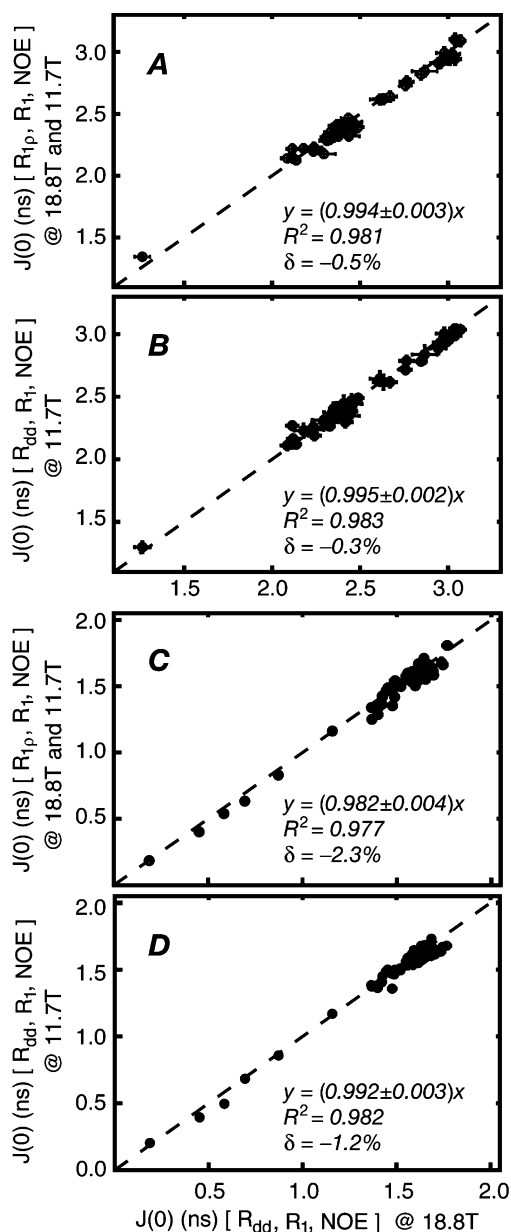 A
J(0) (ns) [ R1ρ, R1, NOE ]
@ 18.8T and 11.7T
3.0
2.5
2.0
1.5
y = (0.994±0.003)x
R² = 0.981
δ = −0.5%
B
J(0) (ns) [ Rdd, R1, NOE ]
@ 11.7T
3.0
2.5
2.0
1.5
y = (0.995±0.002)x
R² = 0.983
δ = −0.3%
1.5 2.0 2.5 3.0
C
J(0) (ns) [ R1ρ, R1, NOE ]
@ 18.8T and 11.7T
2.0
1.5
1.0
0.5
y = (0.982±0.004)x
R² = 0.977
δ = −2.3%
D
J(0) (ns) [ Rdd, R1, NOE ]
@ 11.7T
2.0
1.5
1.0
0.5
0.0
y = (0.992±0.003)x
R² = 0.982
δ = −1.2%
0.5 1.0 1.5 2.0
J(0) (ns) [ Rdd, R1, NOE ] @ 18.8T